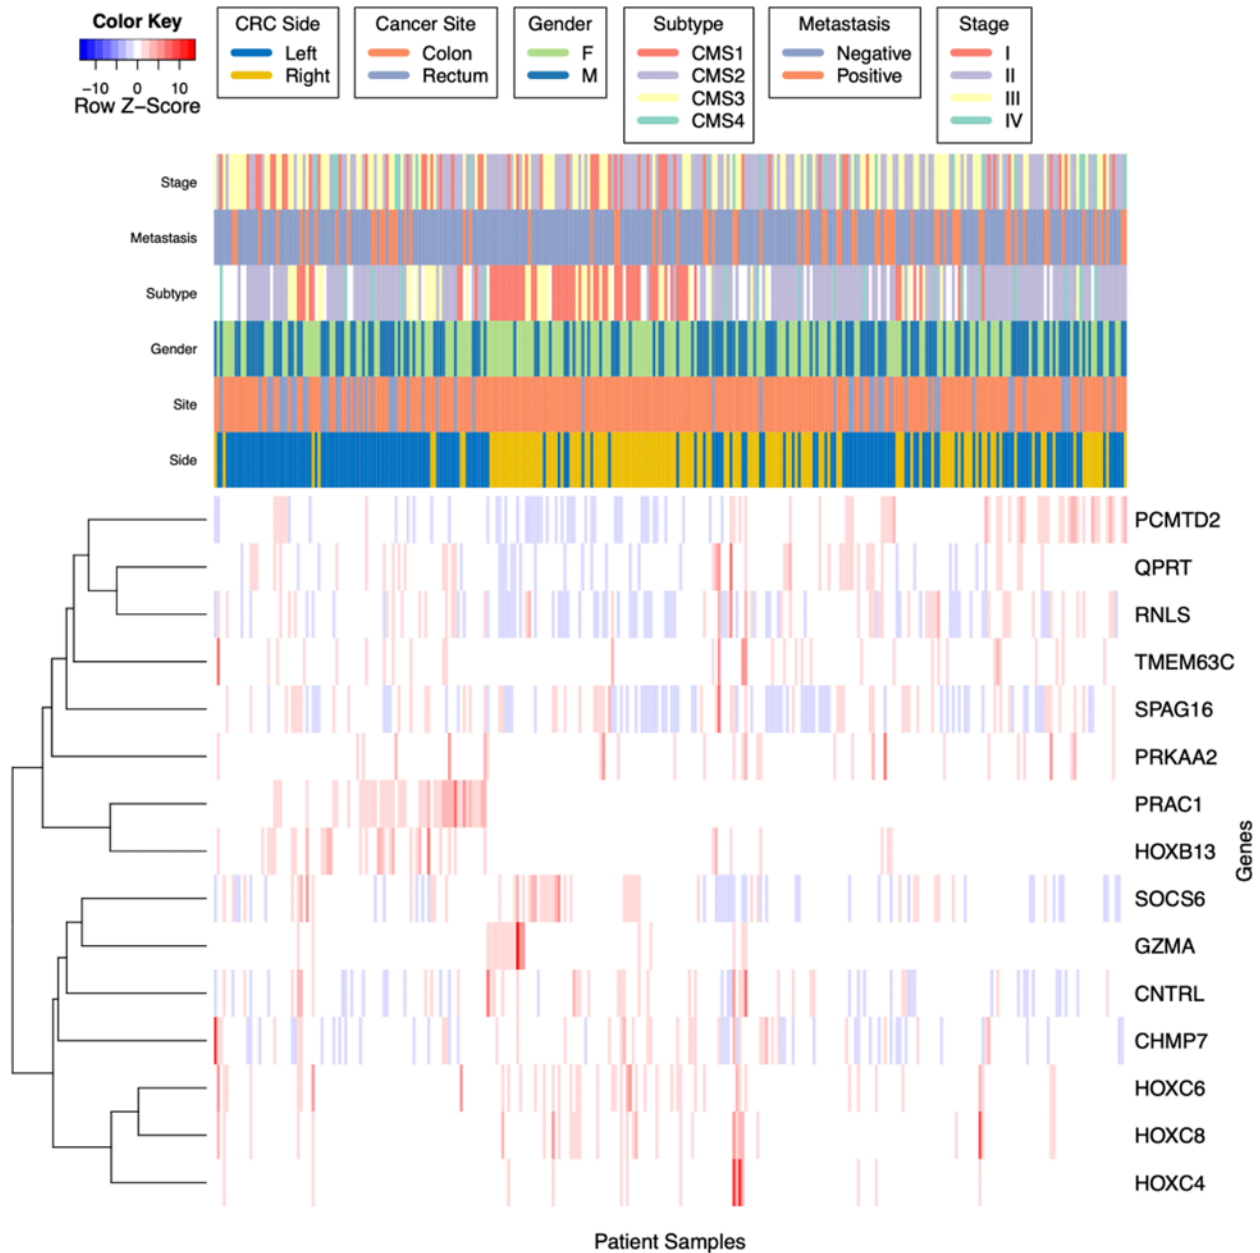 Color Key
−10 0 10
Row Z−Score
CRC Side
Left
Right
Cancer Site
Colon
Rectum
Gender
F
M
Subtype
CMS1
CMS2
CMS3
CMS4
Metastasis
Negative
Positive
Stage
I
II
III
IV
Stage
Metastasis
Subtype
Gender
Site
Side
PCMTD2
QPRT
RNLS
TMEM63C
SPAG16
PRKAA2
PRAC1
HOXB13
SOCS6
GZMA
CNTRL
CHMP7
HOXC6
HOXC8
HOXC4
Genes
Patient Samples